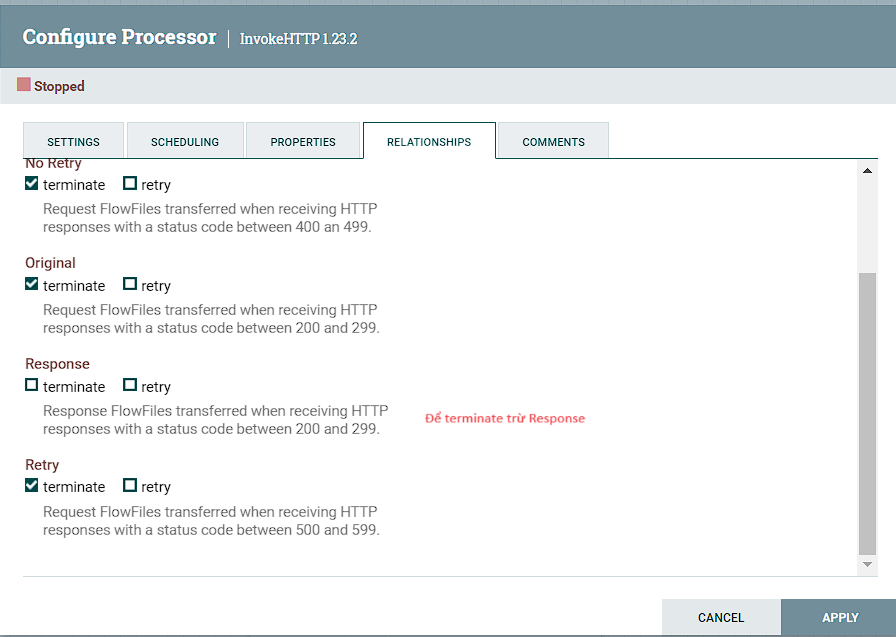 Configure Processor | InvokeHTTP 1.23.2
Stopped
SETTINGS SCHEDULING PROPERTIES RELATIONSHIPS COMMENTS
No Retry
terminate retry
Request FlowFiles transferred when receiving HTTP
responses with a status code between 400 an 499.
Original
terminate retry
Request FlowFiles transferred when receiving HTTP
responses with a status code between 200 and 299.
Response
terminate retry
Response FlowFiles transferred when receiving HTTP
responses with a status code between 200 and 299.
Để terminate trừ Response
Retry
terminate retry
Request FlowFiles transferred when receiving HTTP
responses with a status code between 500 and 599.
CANCEL APPLY